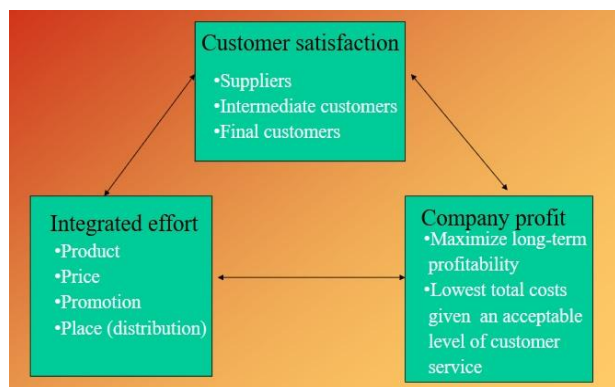 Customer satisfaction
•Suppliers
•Intermediate customers
•Final customers
Integrated effort
•Product
•Price
•Promotion
•Place (distribution)
Company profit
•Maximize long-term
profitability
•Lowest total costs
given an acceptable
level of customer
service